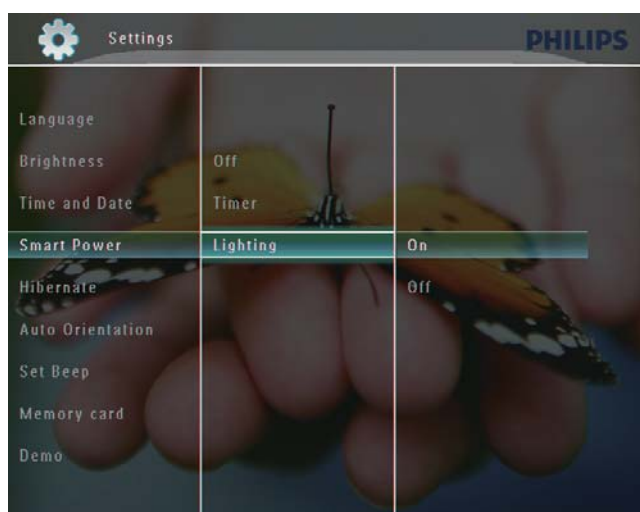 Settings
PHILIPS
Language
Brightness
Off
Time and Date
Timer
Smart Power
Lighting
On
Hibernate
Off
Auto Orientation
Set Beep
Memory card
Demo